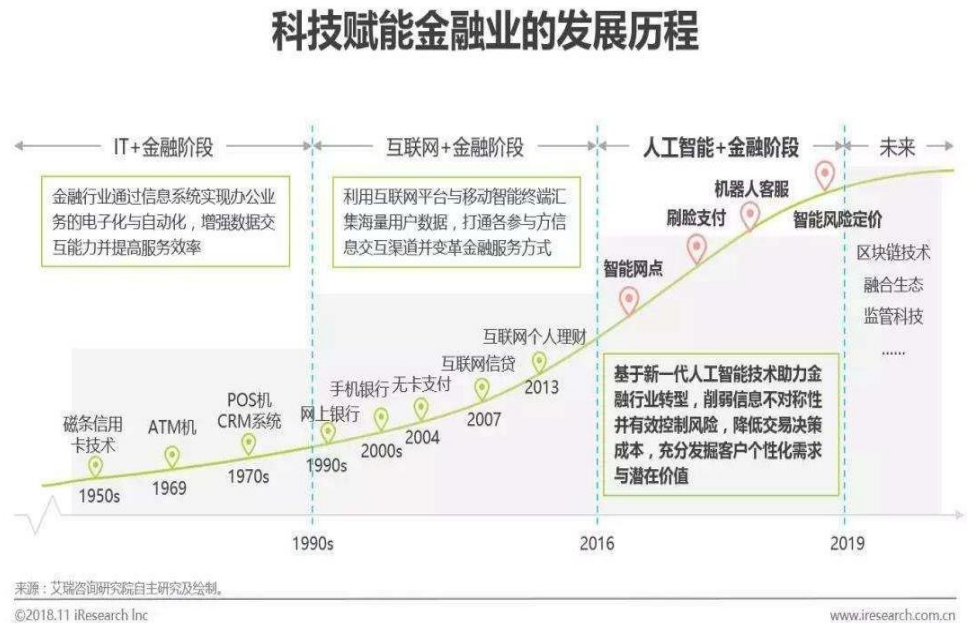 科技赋能金融业的发展历程
IT+金融阶段
互联网+金融阶段
人工智能+金融阶段
未来
金融行业通过信息系统实现办公业
务的电子化与自动化，增强数据交
互能力并提高服务效率
利用互联网平台与移动智能终端汇
集海量用户数据，打通各参与方信
息交互渠道并变革金融服务方式
机器人客服
刷脸支付
智能风险定价
智能网点
区块链技术
融合生态
监管科技
......
互联网个人理财
互联网信贷
手机银行
无卡支付
网上银行
POS机
CRM系统
ATM机
磁条信用
卡技术
1950s
1969
1970s
1990s
2000s
2004
2007
2013
基于新一代人工智能技术助力金
融行业转型，削弱信息不对称性
并有效控制风险，降低交易决策
成本，充分发掘客户个性化需求
与潜在价值
1990s
2016
2019
来源：艾瑞咨询研究院自主研究及绘制。
©2018.11 iResearch Inc
www.iresearch.com.cn